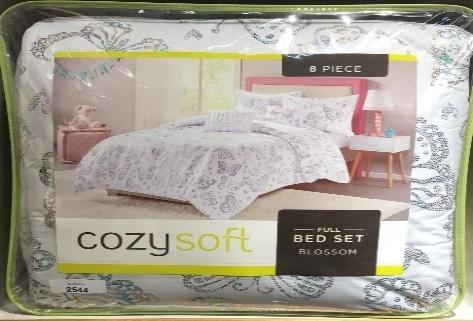 8 PIECE
cozysoft
FULL
BED SET
BLOSSOM
2544